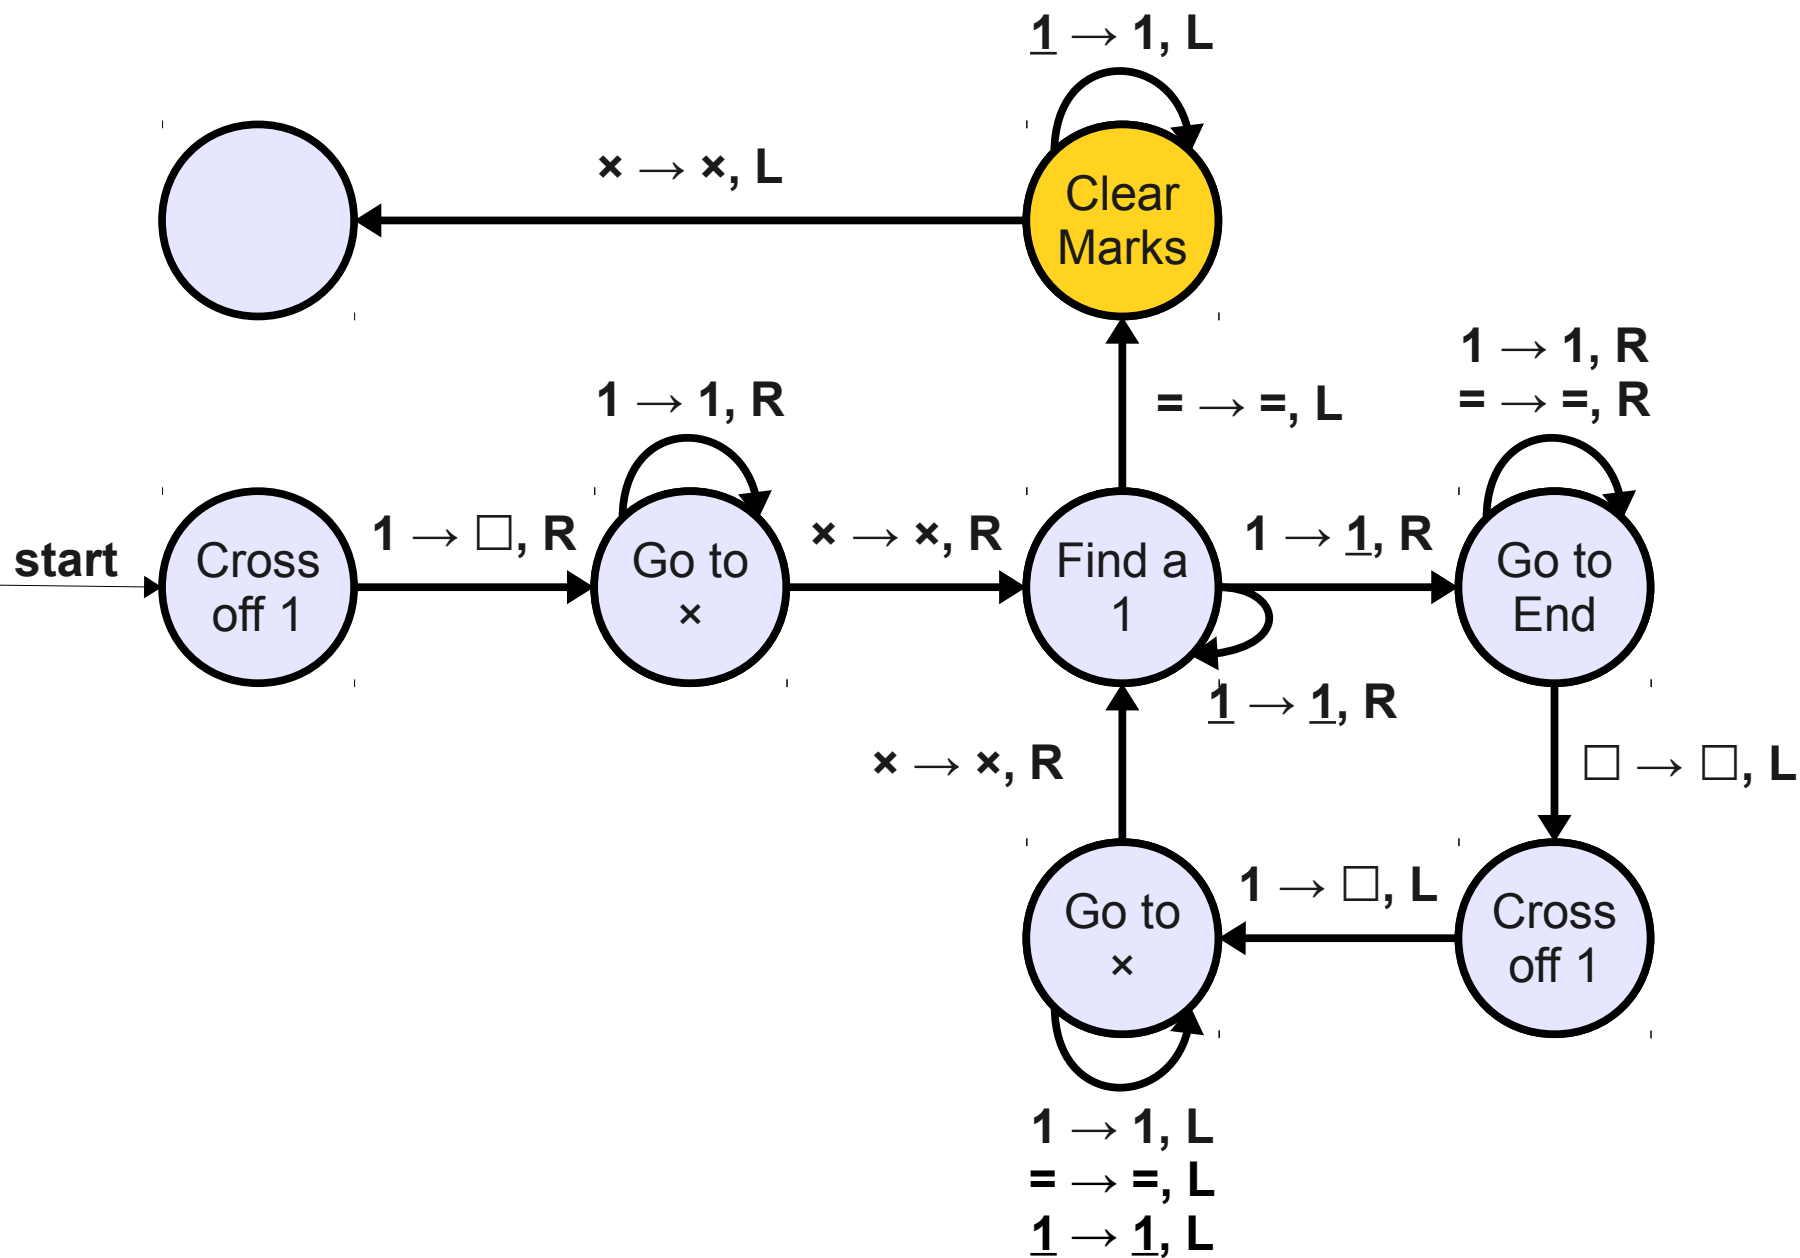 1̲ → 1, L
× → ×, L
Clear
Marks
1 → 1, R
= → =, R
1 → 1, R
= → =, L
start
Cross
off 1
1 → □, R
Go to
×
× → ×, R
Find a
1
1 → 1̲, R
Go to
End
1̲ → 1̲, R
× → ×, R
□ → □, L
Go to
×
1 → □, L
Cross
off 1
1 → 1, L
= → =, L
1̲ → 1̲, L